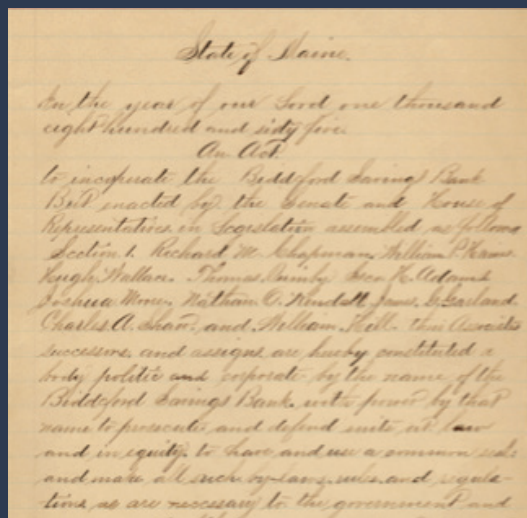 State of Maine.
In the year of our Lord one thousand
eight hundred and sixty five.
An Act
to incoperate the Biddeford Savings Bank
Be it enacted by the Senate and House of
Representatives in Legislature assembled, as follows
Section 1. Richard M. Chapman, William P. Haines
Hugh Wallace. Thomas Quinby H. Adams
Joshua Moore. Nathan O. Kendall James G. Garland
Charles A. Shaw and William Hill. their Associates
successors and assigns are hereby constituted a
body politic and corporate by the name of the
Biddeford Savings Bank. with power by that
name to prosecute and defend suits at law
and in equity. to have and use a common seal
and make all such by-laws, rules, and regula-
tions as are necessary to the government and